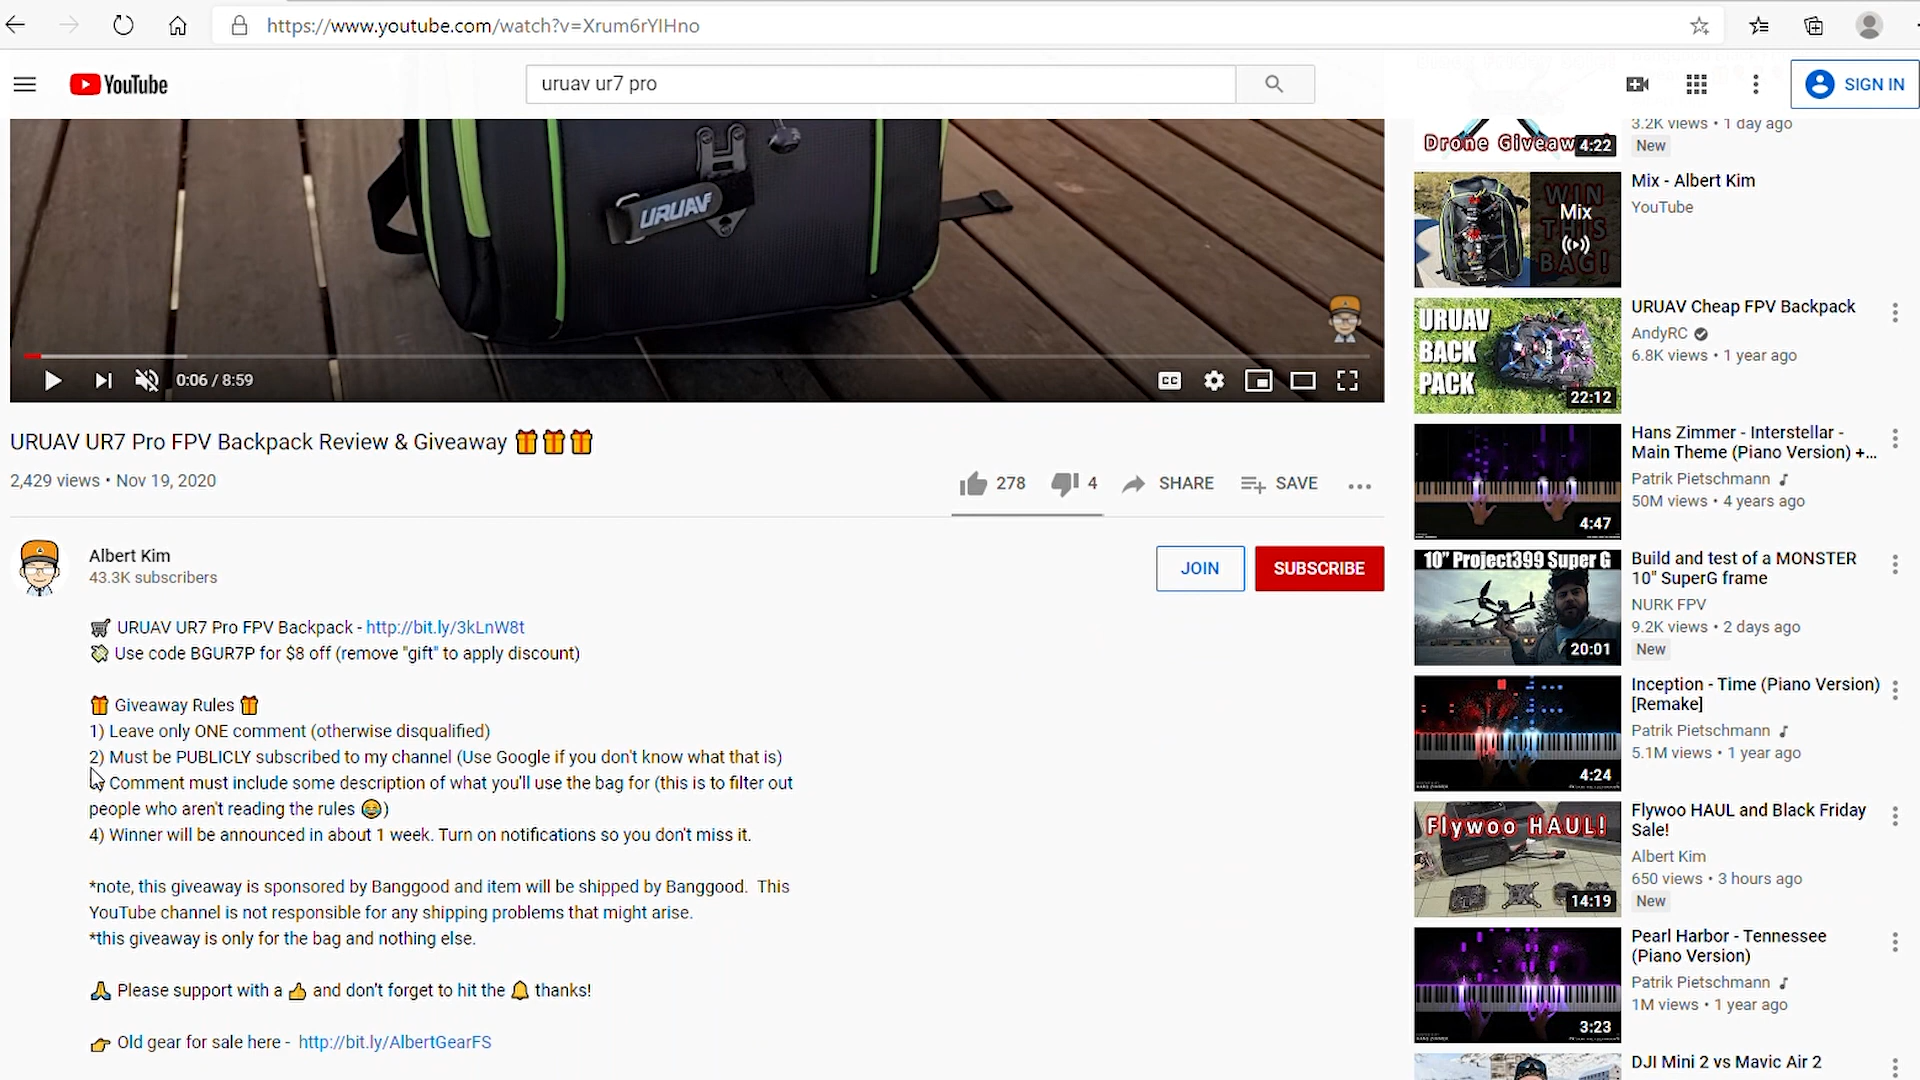 https://www.youtube.com/watch?v=Xrum6rYIHno
YouTube
uruav ur7 pro
SIGN IN
URUAV
0:06 / 8:59
CC
URUAV UR7 Pro FPV Backpack Review & Giveaway
2,429 views • Nov 19, 2020
278
4
SHARE
SAVE
Albert Kim
43.3K subscribers
JOIN
SUBSCRIBE
URUAV UR7 Pro FPV Backpack - http://bit.ly/3kLnW8t
Use code BGUR7P for $8 off (remove "gift" to apply discount)
Giveaway Rules
1) Leave only ONE comment (otherwise disqualified)
2) Must be PUBLICLY subscribed to my channel (Use Google if you don't know what that is)
Comment must include some description of what you'll use the bag for (this is to filter out
people who aren't reading the rules )
4) Winner will be announced in about 1 week. Turn on notifications so you don't miss it.
*note, this giveaway is sponsored by Banggood and item will be shipped by Banggood. This
YouTube channel is not responsible for any shipping problems that might arise.
*this giveaway is only for the bag and nothing else.
Please support with a and don't forget to hit the thanks!
Old gear for sale here - http://bit.ly/AlbertGearFS
Drone Giveaw
4:22
3.2K views • 1 day ago
New
WIN
THIS
BAG!
Mix
Mix - Albert Kim
YouTube
URUAV
BACK
PACK
22:12
URUAV Cheap FPV Backpack
AndyRC
6.8K views • 1 year ago
4:47
Hans Zimmer - Interstellar -
Main Theme (Piano Version) +...
Patrik Pietschmann
50M views • 4 years ago
10" Project399 Super G
20:01
Build and test of a MONSTER
10" SuperG frame
NURK FPV
9.2K views • 2 days ago
New
4:24
Inception - Time (Piano Version)
[Remake]
Patrik Pietschmann
5.1M views • 1 year ago
Flywoo HAUL!
14:19
Flywoo HAUL and Black Friday
Sale!
Albert Kim
650 views • 3 hours ago
New
3:23
Pearl Harbor - Tennessee
(Piano Version)
Patrik Pietschmann
1M views • 1 year ago
DJI Mini 2 vs Mavic Air 2